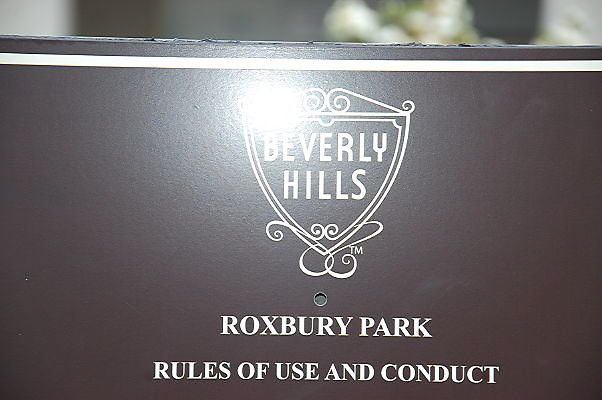 BEVERLY
HILLS
TM
ROXBURY PARK
RULES OF USE AND CONDUCT